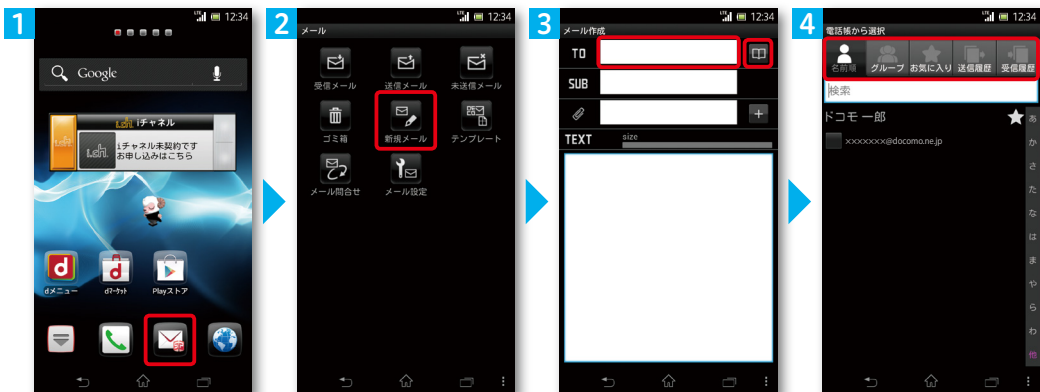 1
LTE 12:34
Google
i.ch. iチャネル
i.ch.
i.ch.
iチャネル未契約です
お申し込みはこちら
dメニュー
dマーケット
Playストア
2
LTE 12:34
メール
受信メール
送信メール
未送信メール
ゴミ箱
新規メール
テンプレート
メール問合せ
メール設定
3
LTE 12:34
メール作成
TO
SUB
TEXT size
4
LTE 12:34
電話帳から選択
名前順
グループ
お気に入り
送信履歴
受信履歴
検索
ドコモ 一郎
xxxxxxx@docomo.ne.jp
あ
か
さ
た
な
は
ま
や
ら
わ
他